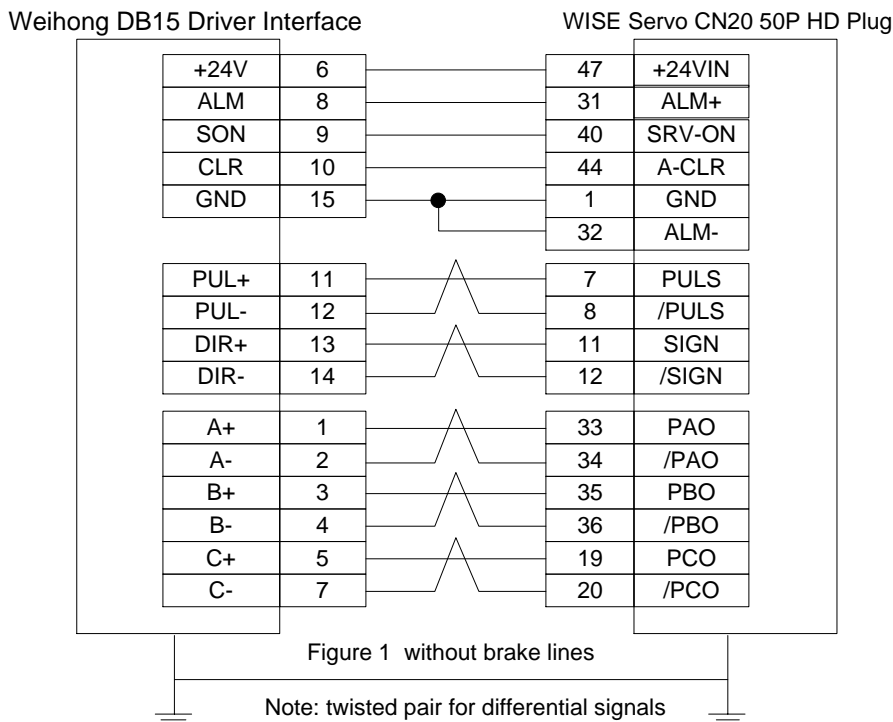 Weihong DB15 Driver Interface WISE Servo CN20 50P HD Plug
+24V 6 47 +24VIN
ALM 8 31 ALM+
SON 9 40 SRV-ON
CLR 10 44 A-CLR
GND 15 1 GND
32 ALM-
PUL+ 11 7 PULS
PUL- 12 8 /PULS
DIR+ 13 11 SIGN
DIR- 14 12 /SIGN
A+ 1 33 PAO
A- 2 34 /PAO
B+ 3 35 PBO
B- 4 36 /PBO
C+ 5 19 PCO
C- 7 20 /PCO
Figure 1 without brake lines
Note: twisted pair for differential signals